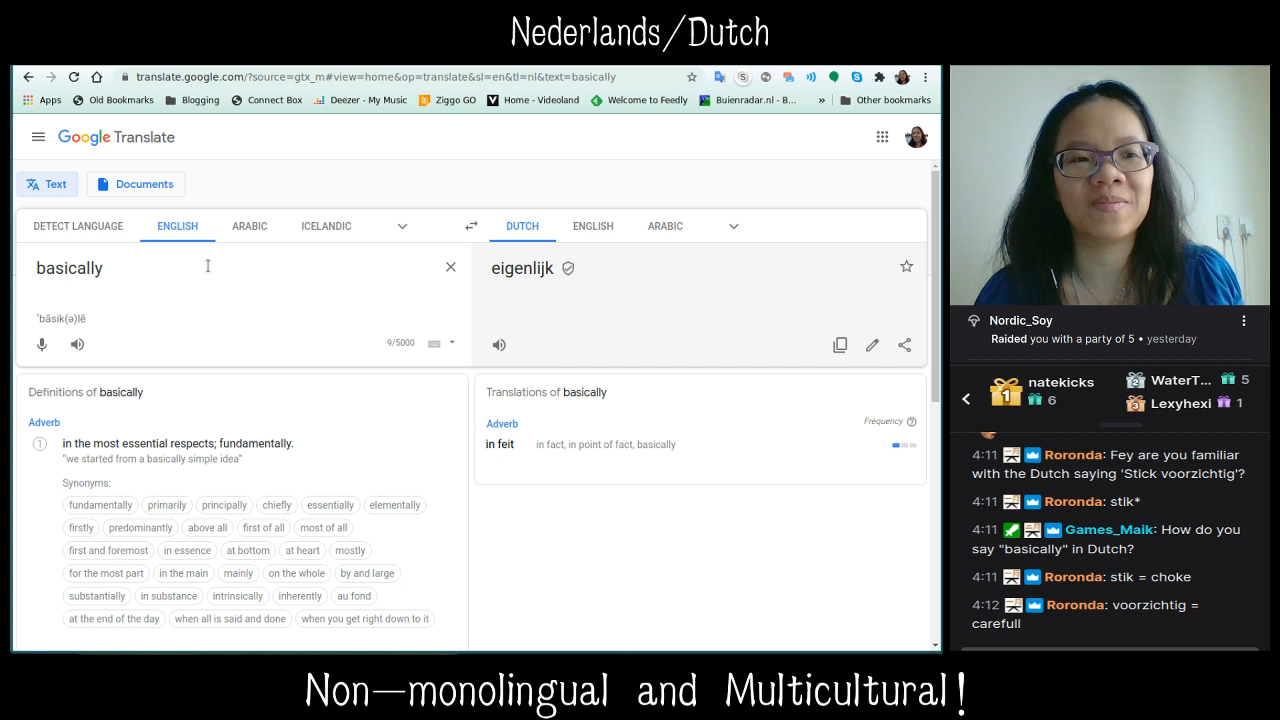 Nederlands/Dutch
translate.google.com/?source=gtx_m#view=home&op=translate&sl=en&tl=nl&text=basically
Apps Old Bookmarks Blogging Connect Box Deezer - My Music Ziggo GO Home - Videoland Welcome to Feedly Buienradar.nl - B... » Other bookmarks
Google Translate
Text Documents
DETECT LANGUAGE ENGLISH ARABIC ICELANDIC DUTCH ENGLISH ARABIC
basically eigenlijk
ˈbāsik(ə)lē
9/5000
Definitions of basically
Adverb
1 in the most essential respects; fundamentally.
"we started from a basically simple idea"
Synonyms:
fundamentally primarily principally chiefly essentially elementally
firstly predominantly above all first of all most of all
first and foremost in essence at bottom at heart mostly
for the most part in the main mainly on the whole by and large
substantially in substance intrinsically inherently au fond
at the end of the day when all is said and done when you get right down to it
Translations of basically
Adverb Frequency
in feit in fact, in point of fact, basically
Nordic_Soy
Raided you with a party of 5 • yesterday
1 natekicks
6
2 WaterT... 5
3 Lexyhexi 1
4:11 Roronda: Fey are you familiar
with the Dutch saying 'Stick voorzichtig'?
4:11 Roronda: stik*
4:11 Games_Maik: How do you
say "basically" in Dutch?
4:11 Roronda: stik = choke
4:12 Roronda: voorzichtig =
carefull
Non-monolingual and Multicultural!